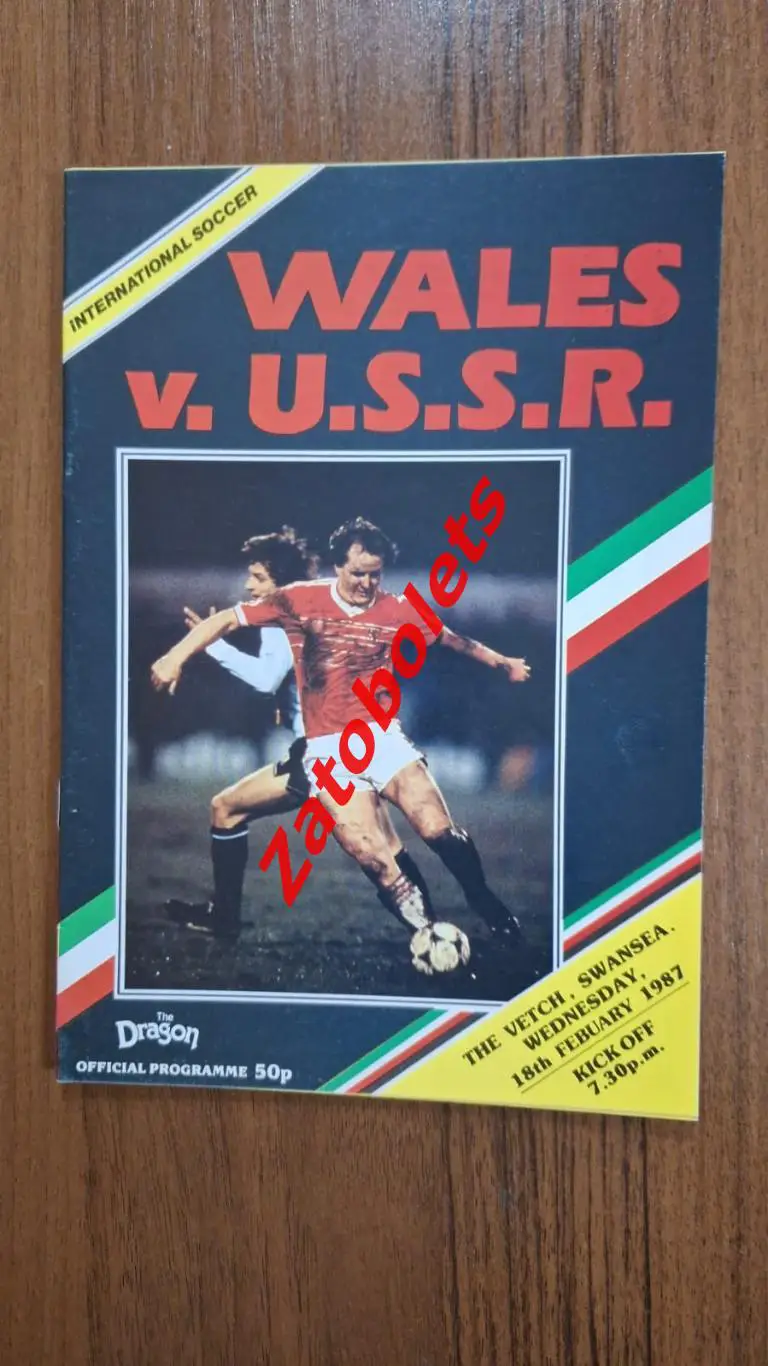 iNTERNATIONAL SOCCER
WALES
v. U.S.S.R.
Zatobolets
THE VETCH, SWANSEA.
WEDNESDAY,
18th FEBUARY 1987
KICK OFF
7.30p.m.
The
Dragon
OFFICIAL PROGRAMME 50p